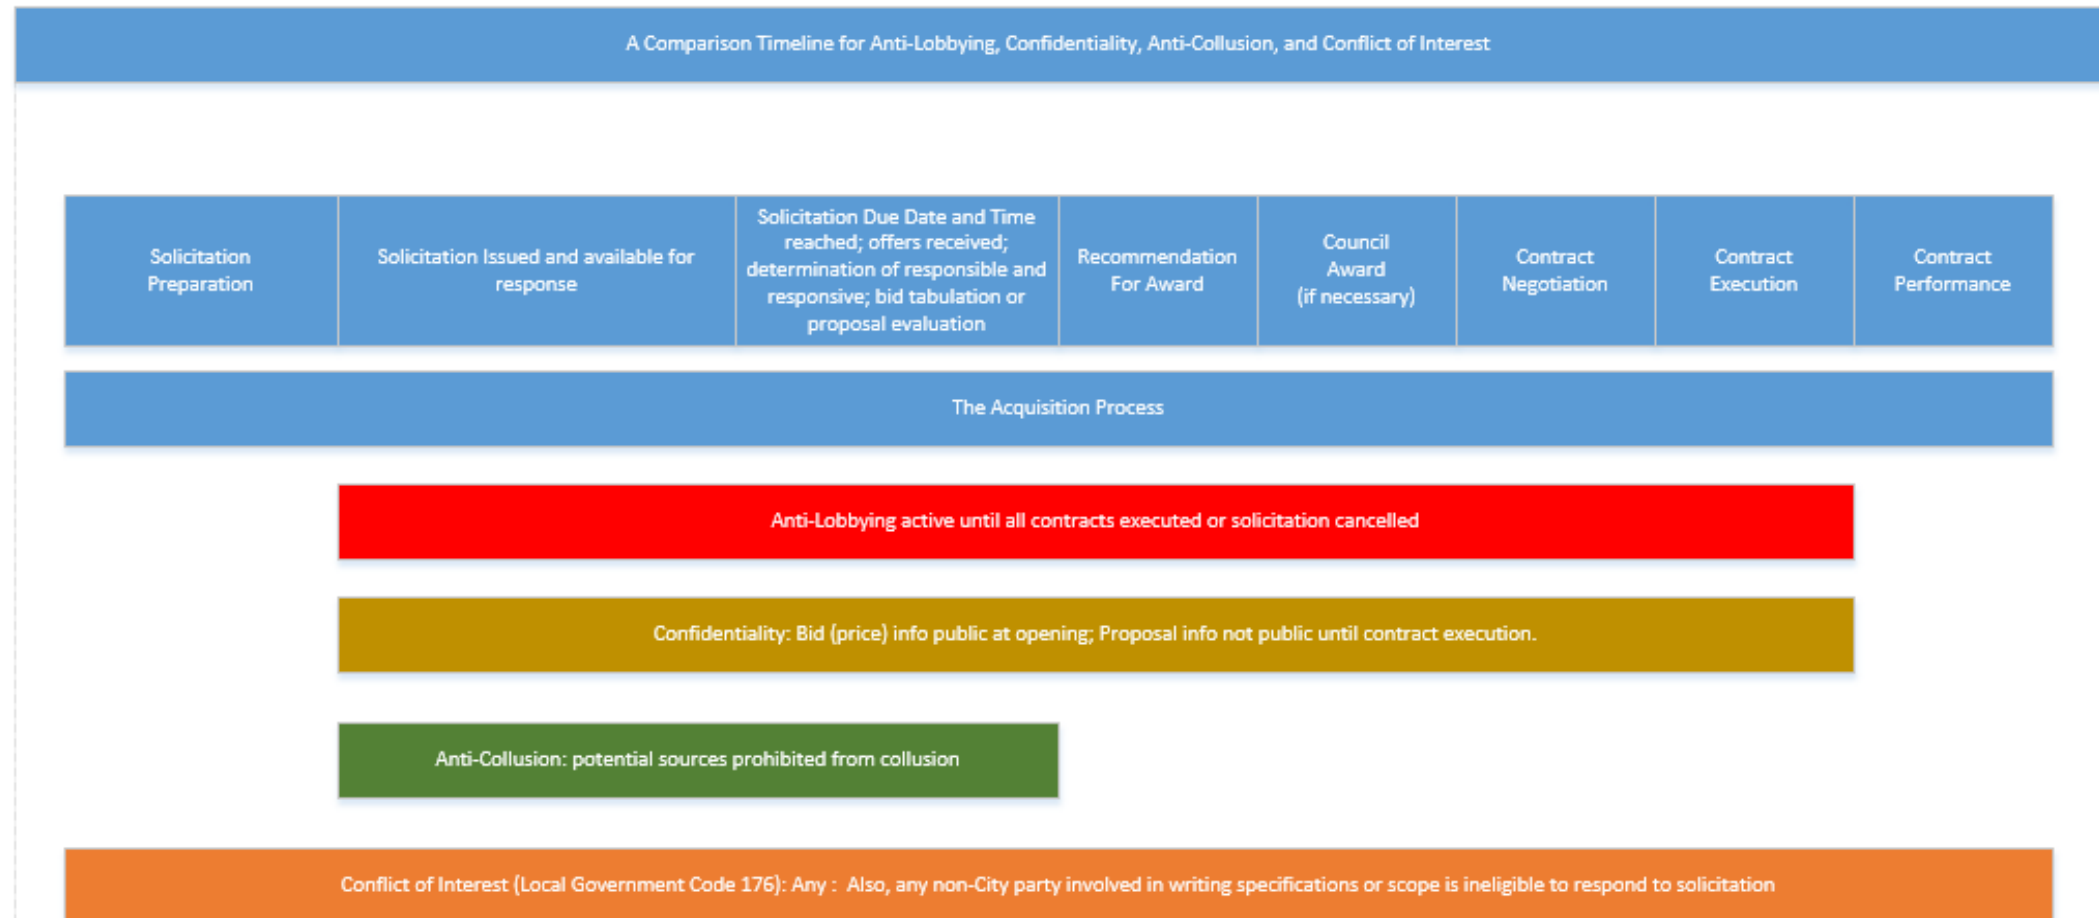 A Comparison Timeline for Anti-Lobbying, Confidentiality, Anti-Collusion, and Conflict of Interest
Solicitation
Preparation
Solicitation Issued and available for
response
Solicitation Due Date and Time
reached; offers received;
determination of responsible and
responsive; bid tabulation or
proposal evaluation
Recommendation
For Award
Council
Award
(if necessary)
Contract
Negotiation
Contract
Execution
Contract
Performance
The Acquisition Process
Anti-Lobbying active until all contracts executed or solicitation cancelled
Confidentiality: Bid (price) info public at opening; Proposal info not public until contract execution.
Anti-Collusion: potential sources prohibited from collusion
Conflict of Interest (Local Government Code 176): Any : Also, any non-City party involved in writing specifications or scope is ineligible to respond to solicitation